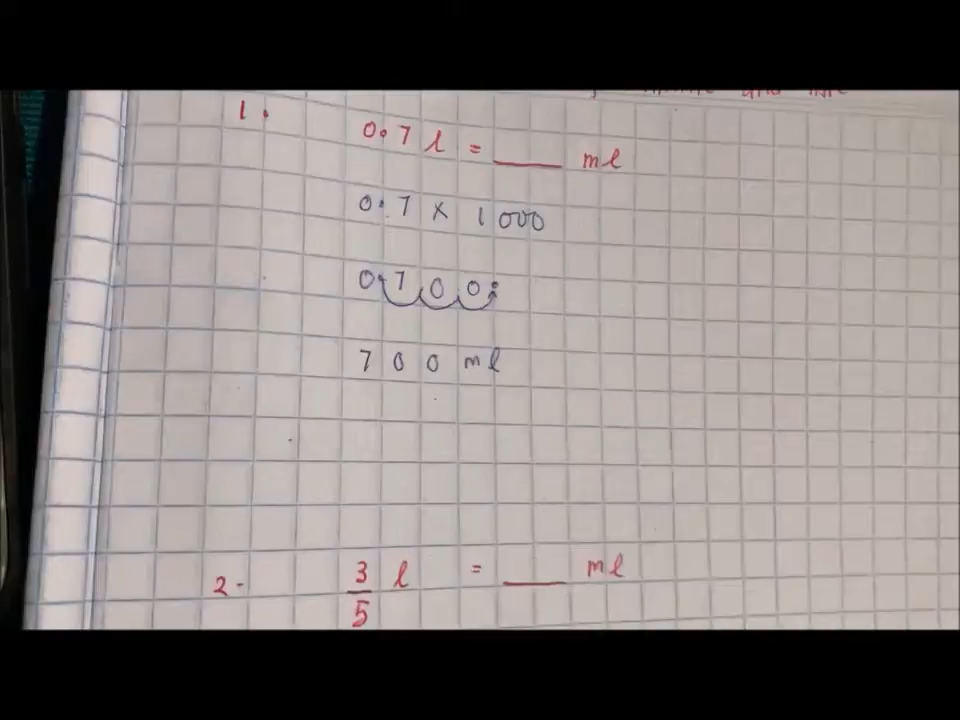 1. 0.7 l = ____ ml
0.7 x 1000
0.700.
700 ml
2. 3/5 l = ____ ml